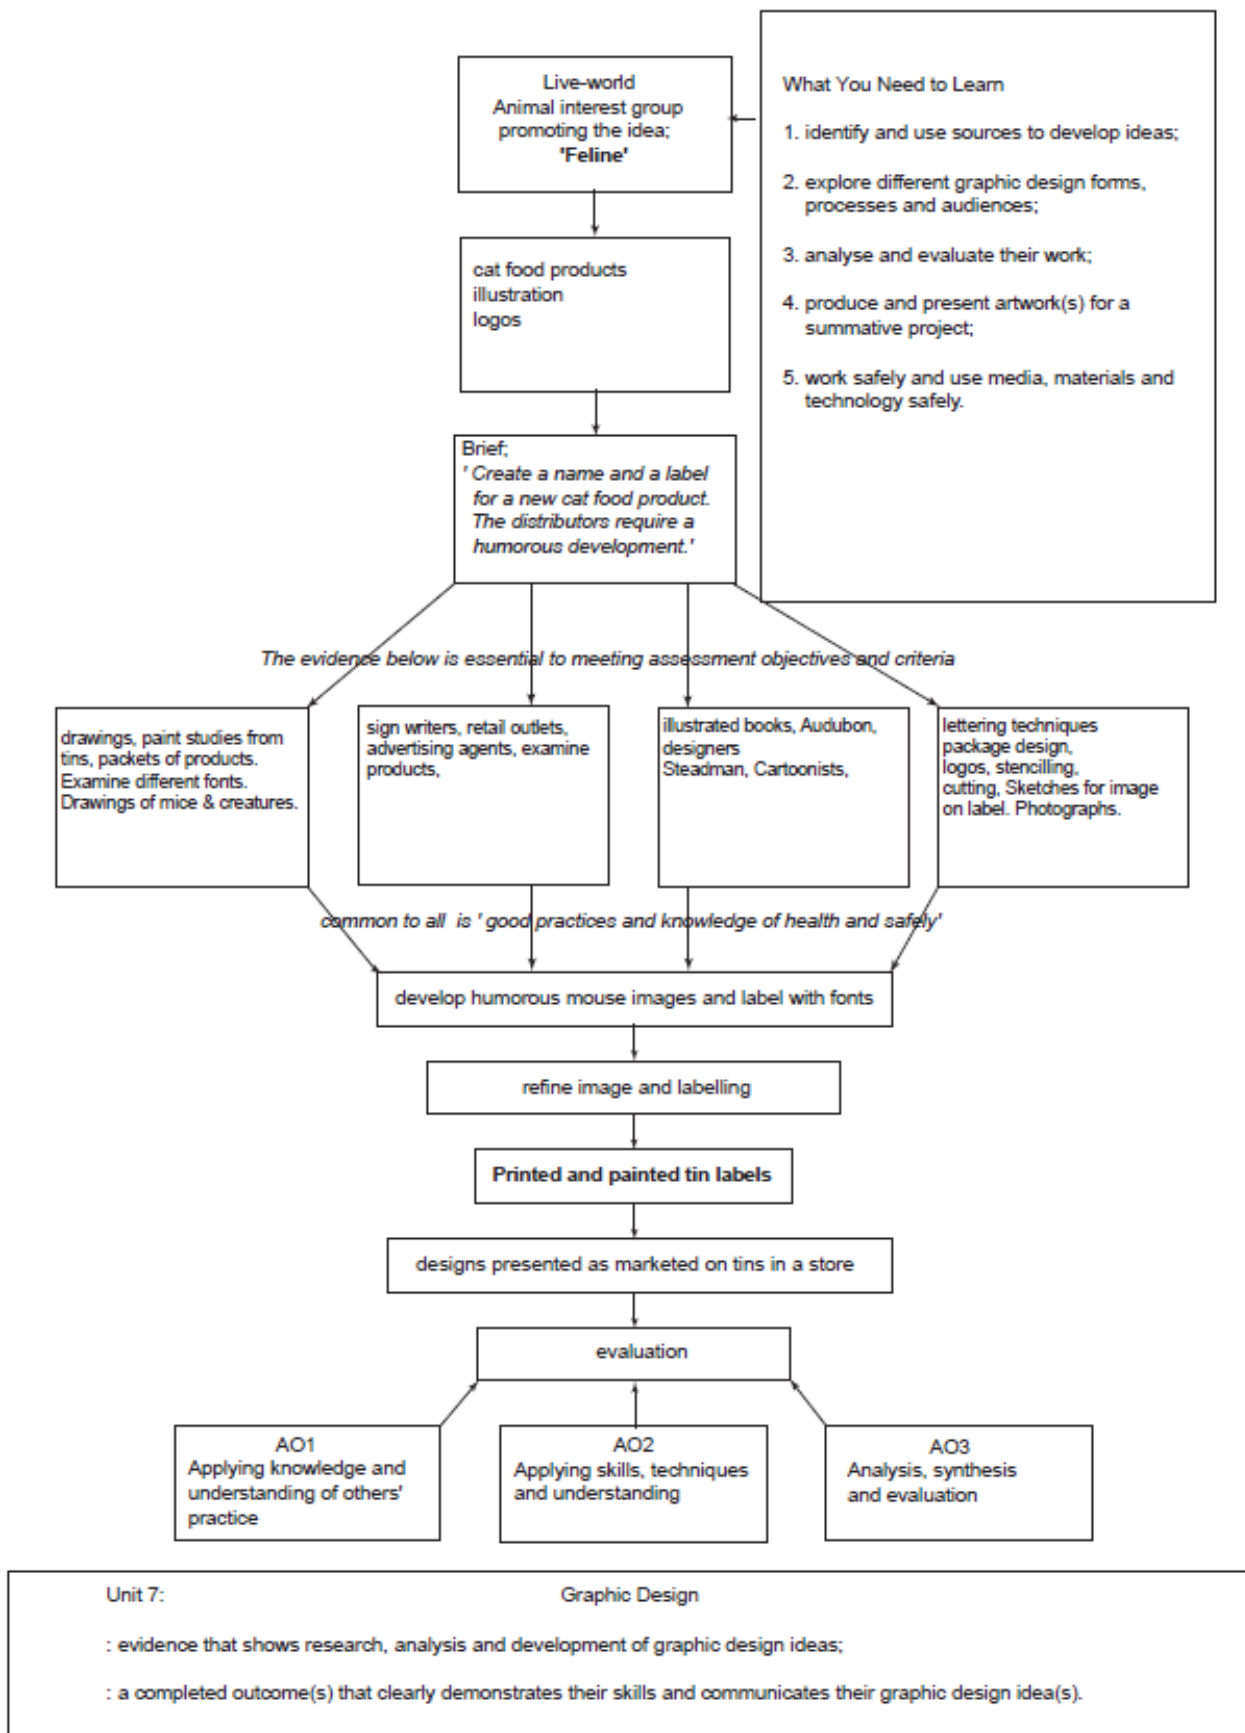 Live-world
Animal interest group
promoting the idea;
'Feline'
What You Need to Learn
1. identify and use sources to develop ideas;
2. explore different graphic design forms,
processes and audiences;
3. analyse and evaluate their work;
4. produce and present artwork(s) for a
summative project;
5. work safely and use media, materials and
technology safely.
cat food products
illustration
logos
Brief;
' Create a name and a label
for a new cat food product.
The distributors require a
humorous development.'
The evidence below is essential to meeting assessment objectives and criteria
drawings, paint studies from
tins, packets of products.
Examine different fonts.
Drawings of mice & creatures.
sign writers, retail outlets,
advertising agents, examine
products,
illustrated books, Audubon,
designers
Steadman, Cartoonists,
lettering techniques
package design,
logos, stencilling,
cutting, Sketches for image
on label. Photographs.
common to all is ' good practices and knowledge of health and safely'
develop humorous mouse images and label with fonts
refine image and labelling
Printed and painted tin labels
designs presented as marketed on tins in a store
evaluation
AO1
Applying knowledge and
understanding of others'
practice
AO2
Applying skills, techniques
and understanding
AO3
Analysis, synthesis
and evaluation
Unit 7: Graphic Design
: evidence that shows research, analysis and development of graphic design ideas;
: a completed outcome(s) that clearly demonstrates their skills and communicates their graphic design idea(s).